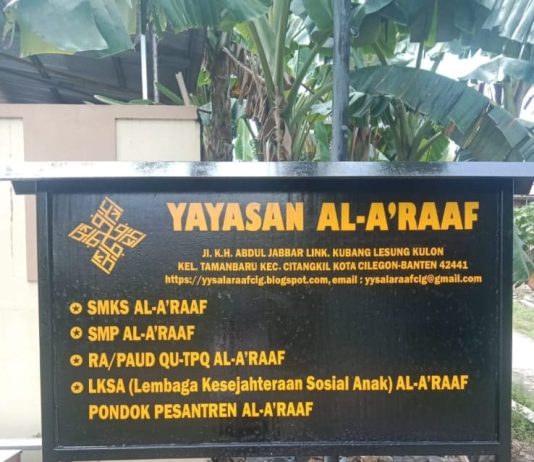 YAYASAN AL-A'RAAF
Jl. K.H. ABDUL JABBAR LINK. KUBANG LESUNG KULON
KEL. TAMANBARU KEC. CITANGKIL KOTA CILEGON-BANTEN 42441
https://yysalaraafclg.blogspot.com, email : yysalaraafclg@gmail.com
SMKS AL-A'RAAF
SMP AL-A'RAAF
RA/PAUD QU-TPQ AL-A'RAAF
LKSA (Lembaga Kesejahteraan Sosial Anak) AL-A'RAAF
PONDOK PESANTREN AL-A'RAAF